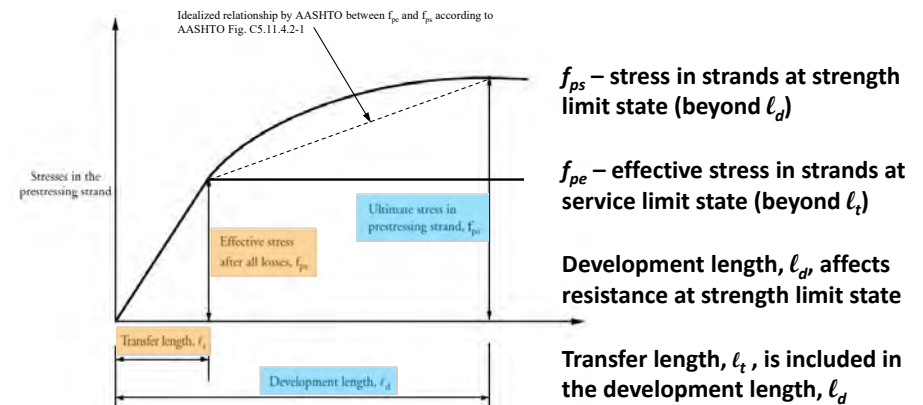 Idealized relationship by AASHTO between fpe and fps according to
AASHTO Fig. C5.11.4.2-1
Stresses in the
prestressing strand
Effective stress
after all losses, fps
Ultimate stress in
prestressing strand, fps
Transfer length, ℓt
Development length, ℓd
fps – stress in strands at strength
limit state (beyond ℓd)
fpe – effective stress in strands at
service limit state (beyond ℓt)
Development length, ℓd, affects
resistance at strength limit state
Transfer length, ℓt , is included in
the development length, ℓd